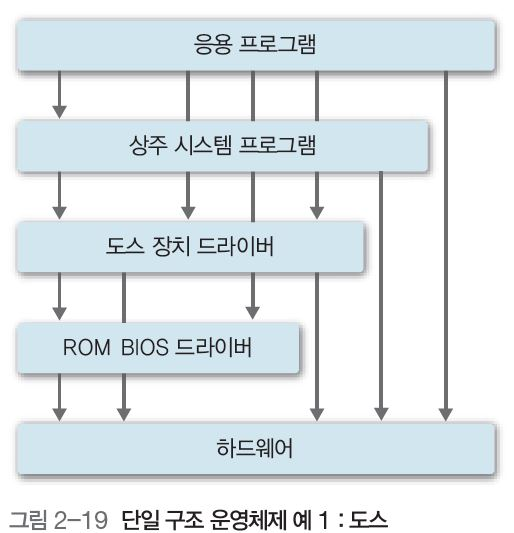 응용 프로그램
상주 시스템 프로그램
도스 장치 드라이버
ROM BIOS 드라이버
하드웨어
그림 2-19 단일 구조 운영체제 예 1 : 도스